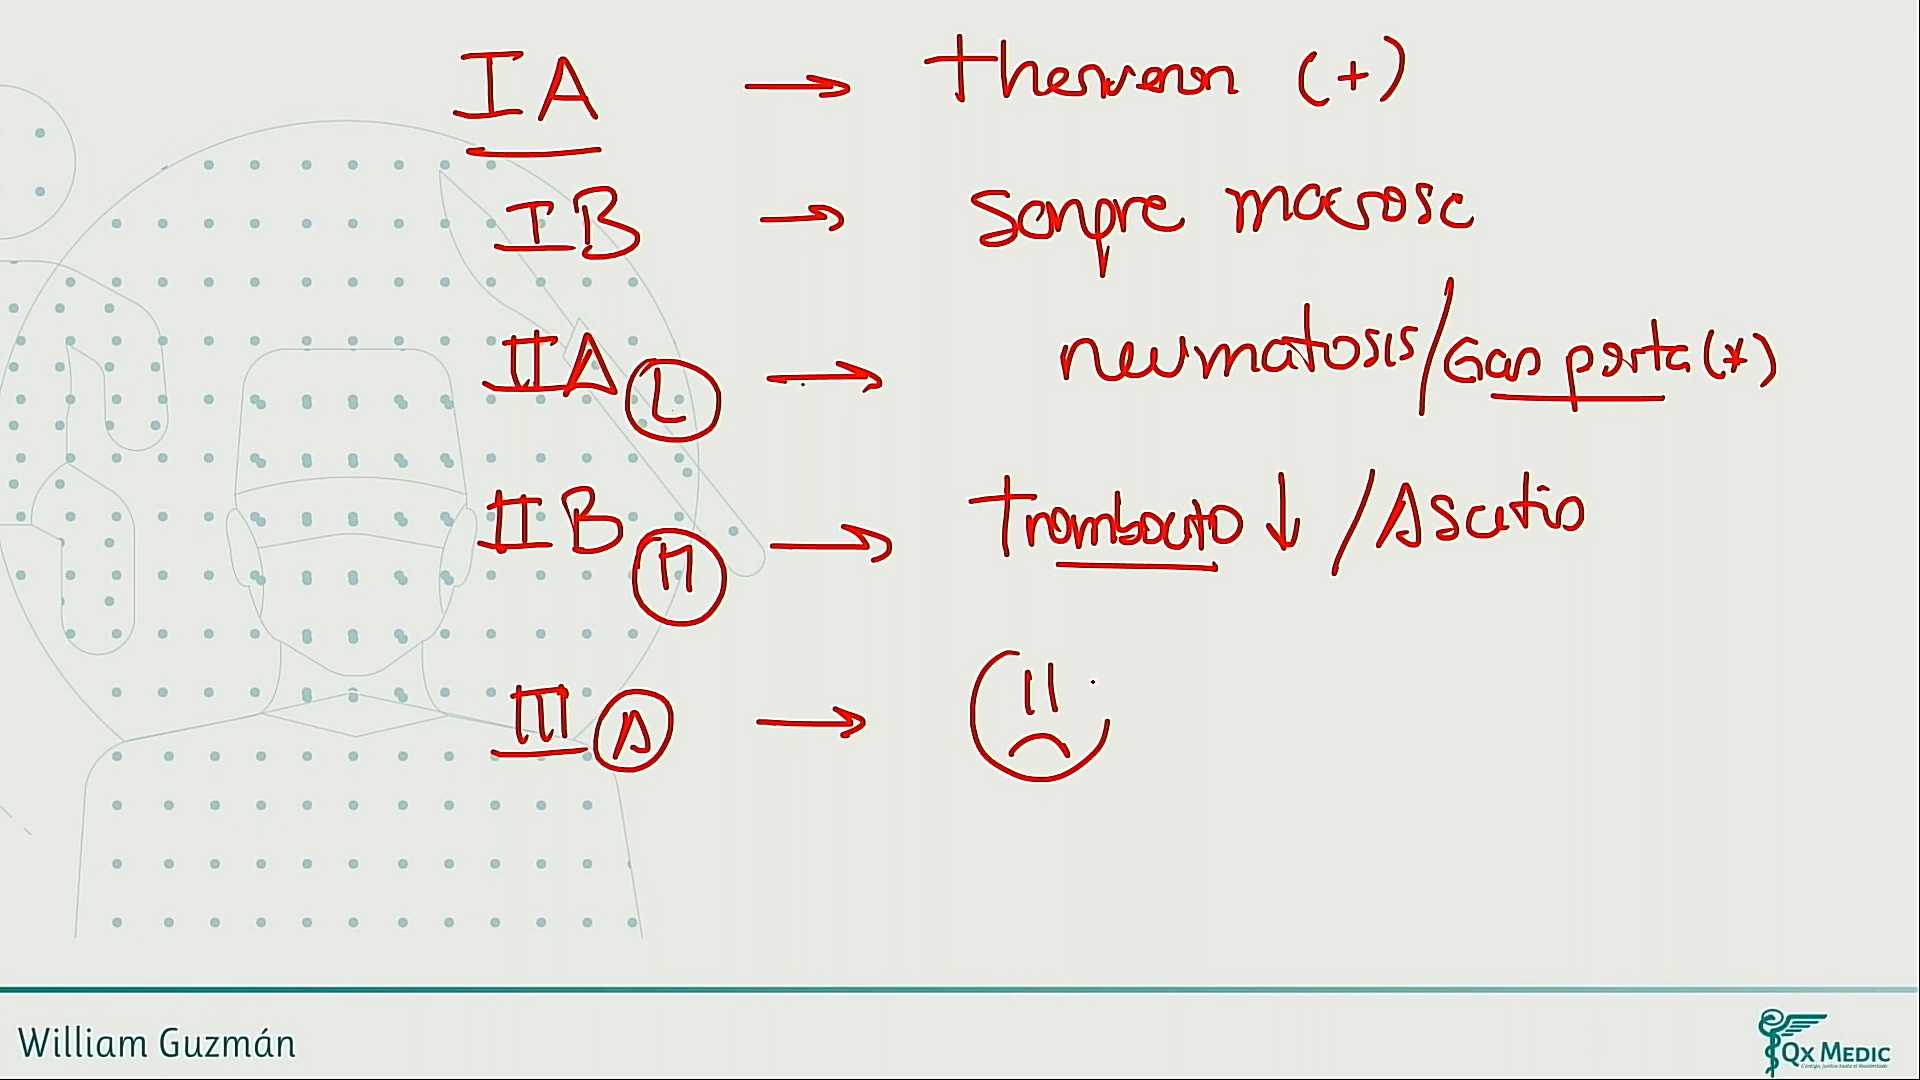 IA → Thevenon (+)
IB → Sangre macrosc
IIA L → neumatosis / Gas porta (*)
IIB M → Trombocito ↓ / Ascitis
III A →
William Guzmán
Qx MEDIC